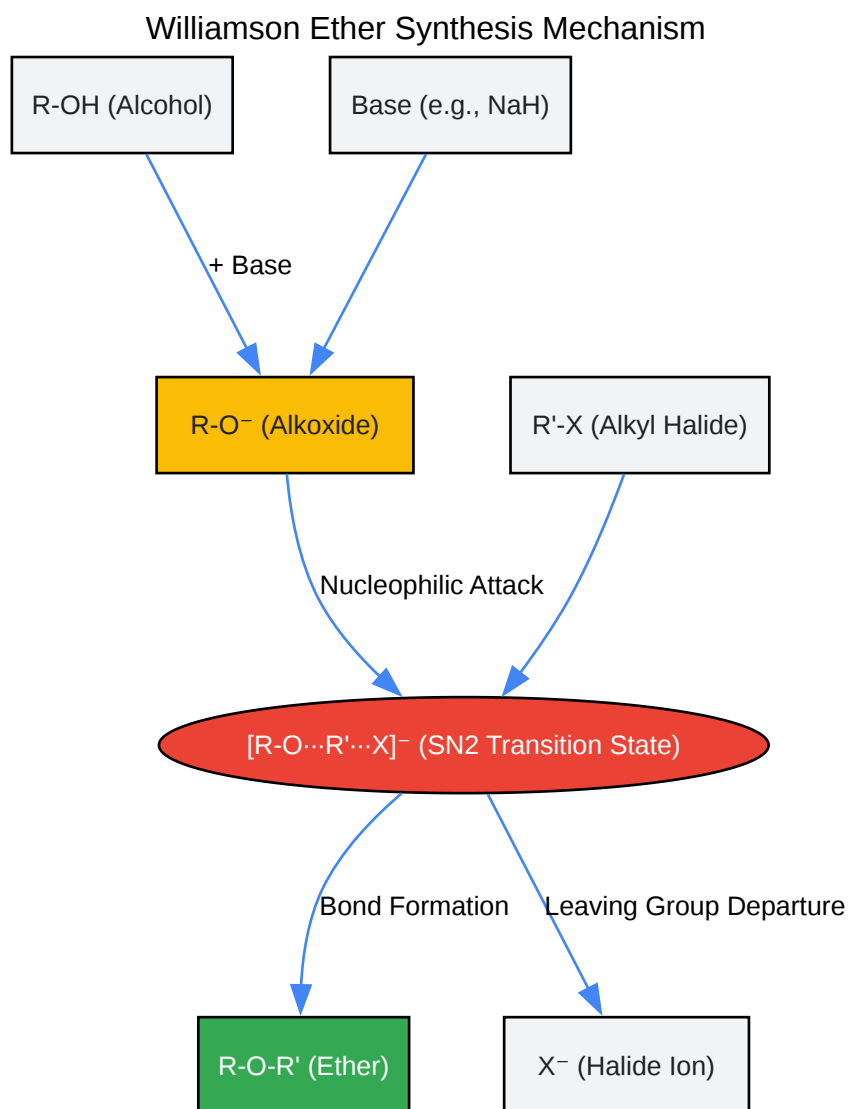 Williamson Ether Synthesis Mechanism
R-OH (Alcohol)
Base (e.g., NaH)
+ Base
R-O⁻ (Alkoxide)
R'-X (Alkyl Halide)
Nucleophilic Attack
[R-O···R'···X]⁻ (SN2 Transition State)
Bond Formation
Leaving Group Departure
R-O-R' (Ether)
X⁻ (Halide Ion)